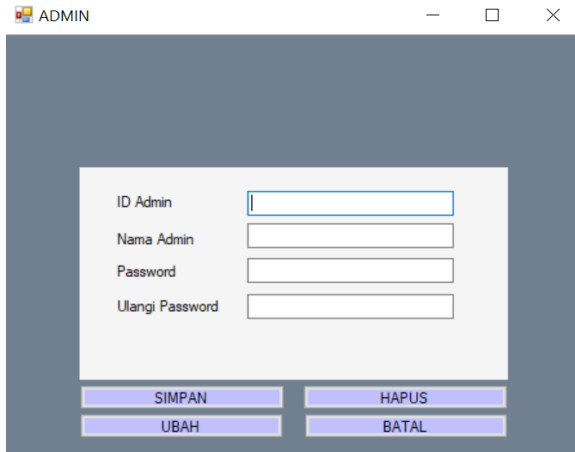 ADMIN
ID Admin
Nama Admin
Password
Ulangi Password
SIMPAN HAPUS
UBAH BATAL